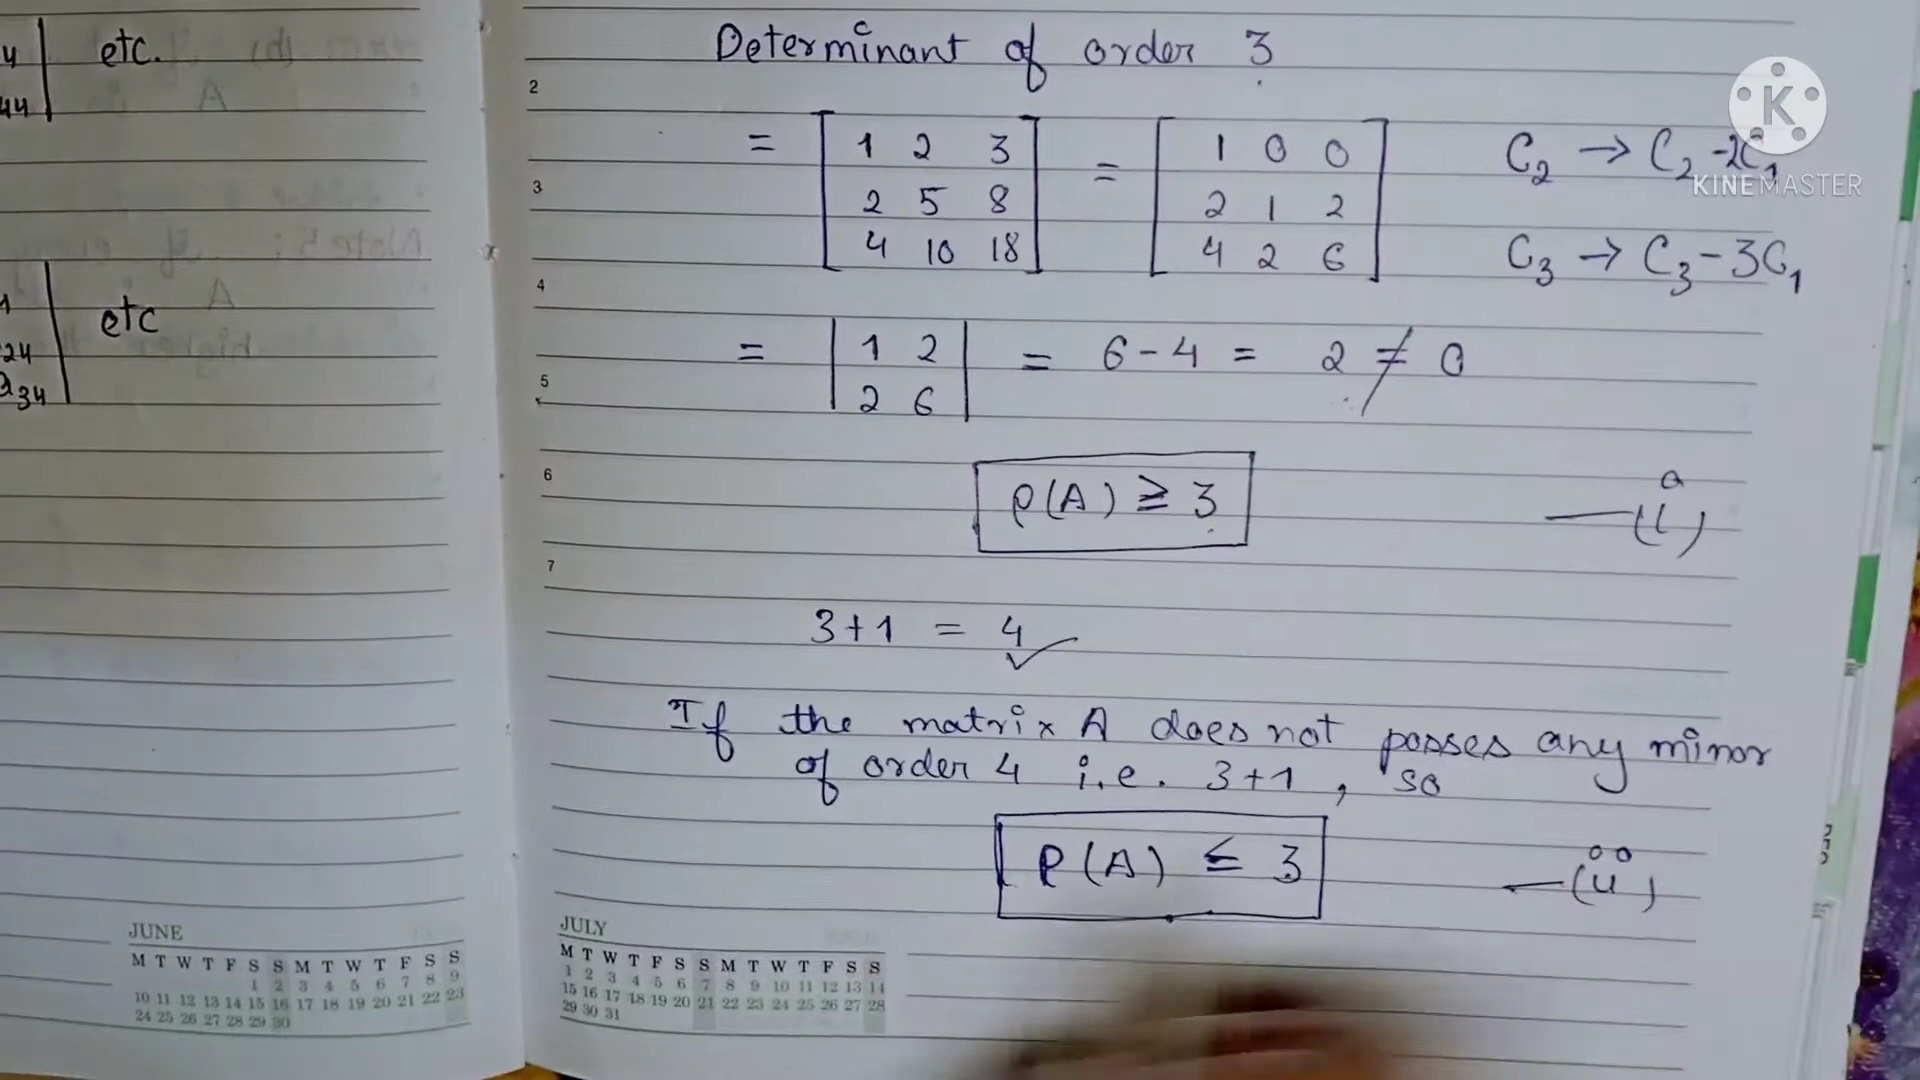 4 etc.
44
1 etc
24
a34
JUNE
M T W T F S S M T W T F S S
1 2 3 4 5 6 7 8 9
10 11 12 13 14 15 16 17 18 19 20 21 22 23
24 25 26 27 28 29 30
Determinant of order 3
2
= [ 1 2 3 ] = [ 1 0 0 ] C2 → C2 -2C1
3
2 5 8 2 1 2
4 10 18 4 2 6 C3 → C3 - 3C1
4
= | 1 2 | = 6 - 4 = 2 ≠ 0
5
2 6
6
ρ(A) ≥ 3 —(i)
7
3+1 = 4 ✓
If the matrix A does not posses any minor
of order 4 i.e. 3+1, so
ρ(A) ≤ 3 —(ii)
JULY
M T W T F S S M T W T F S S
1 2 3 4 5 6 7 8 9 10 11 12 13 14
15 16 17 18 19 20 21 22 23 24 25 26 27 28
29 30 31
K
KINEMASTER